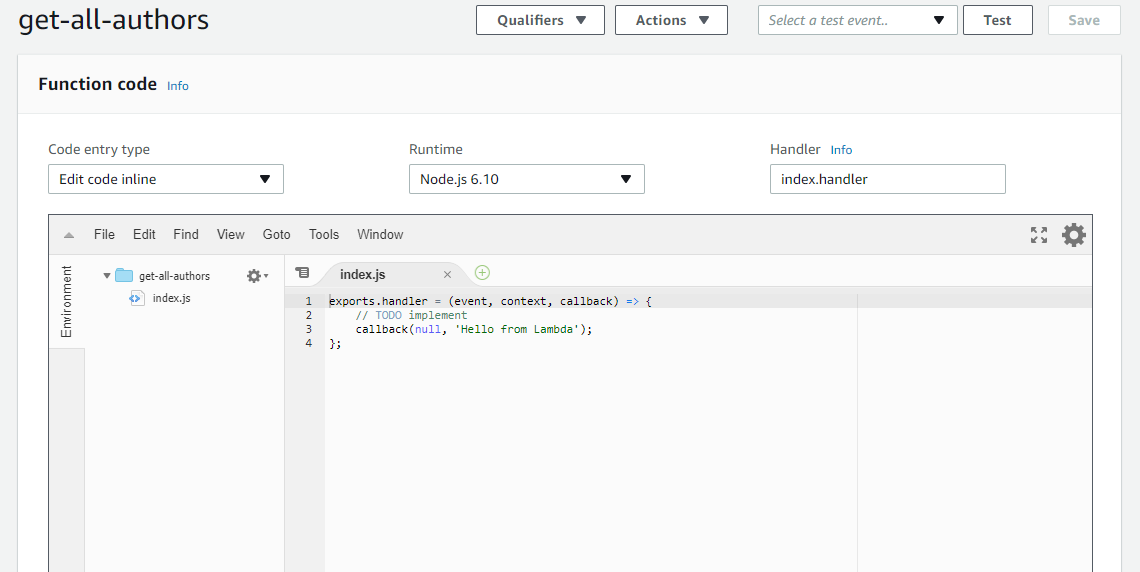 get-all-authors
Qualifiers Actions Select a test event.. Test Save
Function code Info
Code entry type Runtime Handler Info
Edit code inline Node.js 6.10 index.handler
File Edit Find View Goto Tools Window
Environment
get-all-authors
index.js
index.js
1 exports.handler = (event, context, callback) => {
2 // TODO implement
3 callback(null, 'Hello from Lambda');
4 };